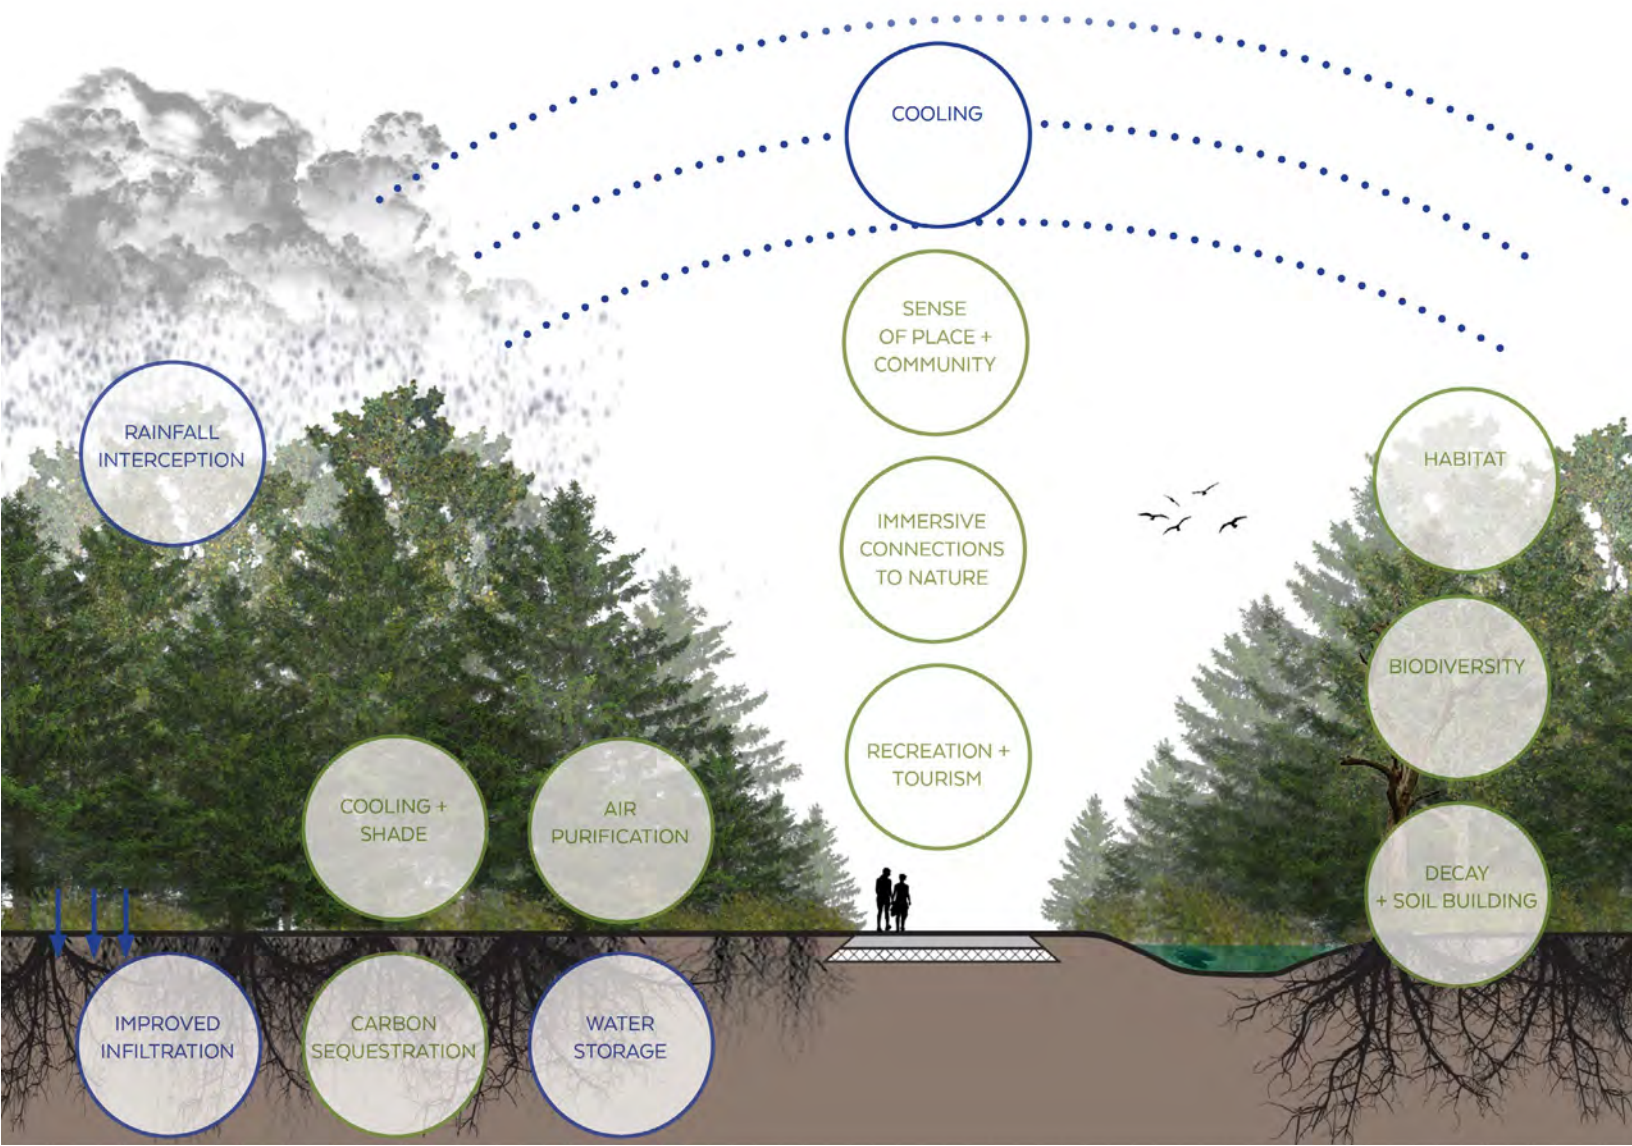 COOLING
SENSE
OF PLACE +
COMMUNITY
RAINFALL
INTERCEPTION
HABITAT
IMMERSIVE
CONNECTIONS
TO NATURE
BIODIVERSITY
RECREATION +
TOURISM
COOLING +
SHADE
AIR
PURIFICATION
DECAY
+ SOIL BUILDING
IMPROVED
INFILTRATION
CARBON
SEQUESTRATION
WATER
STORAGE